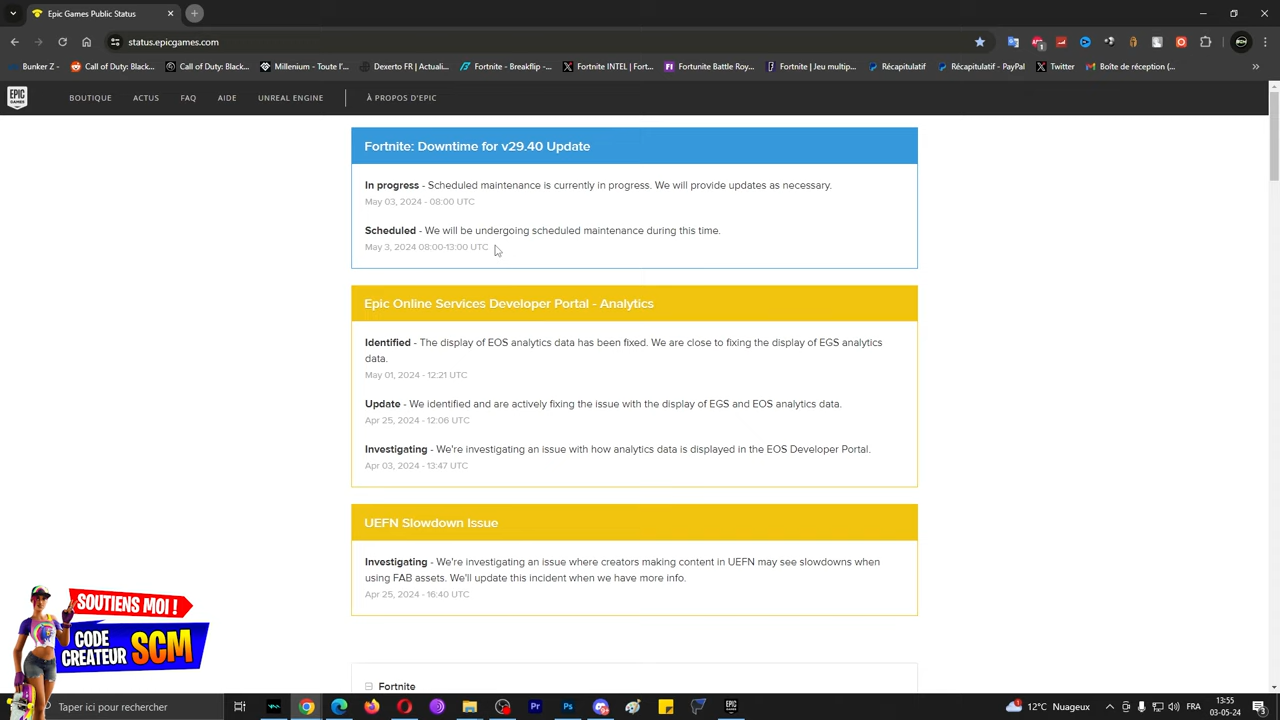 Epic Games Public Status
status.epicgames.com
Bunker Z -
Call of Duty: Black...
Call of Duty: Black...
Millenium - Toute l'i...
Dexerto FR | Actuali...
Fortnite - Breakflip -...
Fortnite INTEL | Fort...
Fortunite Battle Roy...
Fortnite | Jeu multip...
Récapitulatif
Récapitulatif - PayPal
Twitter
Boîte de réception (...
EPIC GAMES
BOUTIQUE ACTUS FAQ AIDE UNREAL ENGINE À PROPOS D'EPIC
Fortnite: Downtime for v29.40 Update
In progress - Scheduled maintenance is currently in progress. We will provide updates as necessary.
May 03, 2024 - 08:00 UTC
Scheduled - We will be undergoing scheduled maintenance during this time.
May 3, 2024 08:00-13:00 UTC
Epic Online Services Developer Portal - Analytics
Identified - The display of EOS analytics data has been fixed. We are close to fixing the display of EGS analytics
data.
May 01, 2024 - 12:21 UTC
Update - We identified and are actively fixing the issue with the display of EGS and EOS analytics data.
Apr 25, 2024 - 12:06 UTC
Investigating - We're investigating an issue with how analytics data is displayed in the EOS Developer Portal.
Apr 03, 2024 - 13:47 UTC
UEFN Slowdown Issue
Investigating - We're investigating an issue where creators making content in UEFN may see slowdowns when
using FAB assets. We'll update this incident when we have more info.
Apr 25, 2024 - 16:40 UTC
Fortnite
SOUTIENS MOI !
CODE
CREATEUR SCM
Taper ici pour rechercher
12°C Nuageux
FRA
13:55
03-05-24